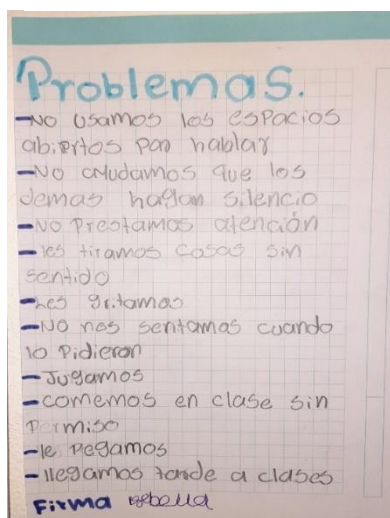 Problemas.
-No usamos los espacios
abiertos por hablar
-No ayudamos que los
demas hagan silencio
-No Prestamos atención
-les tiramos cosas sin
sentido
-Les gritamos
-No nos sentamos cuando
lo Pidieron
-Jugamos
-comemos en clase sin
Permiso
-le Pegamos
-llegamos tarde a clases
Firma